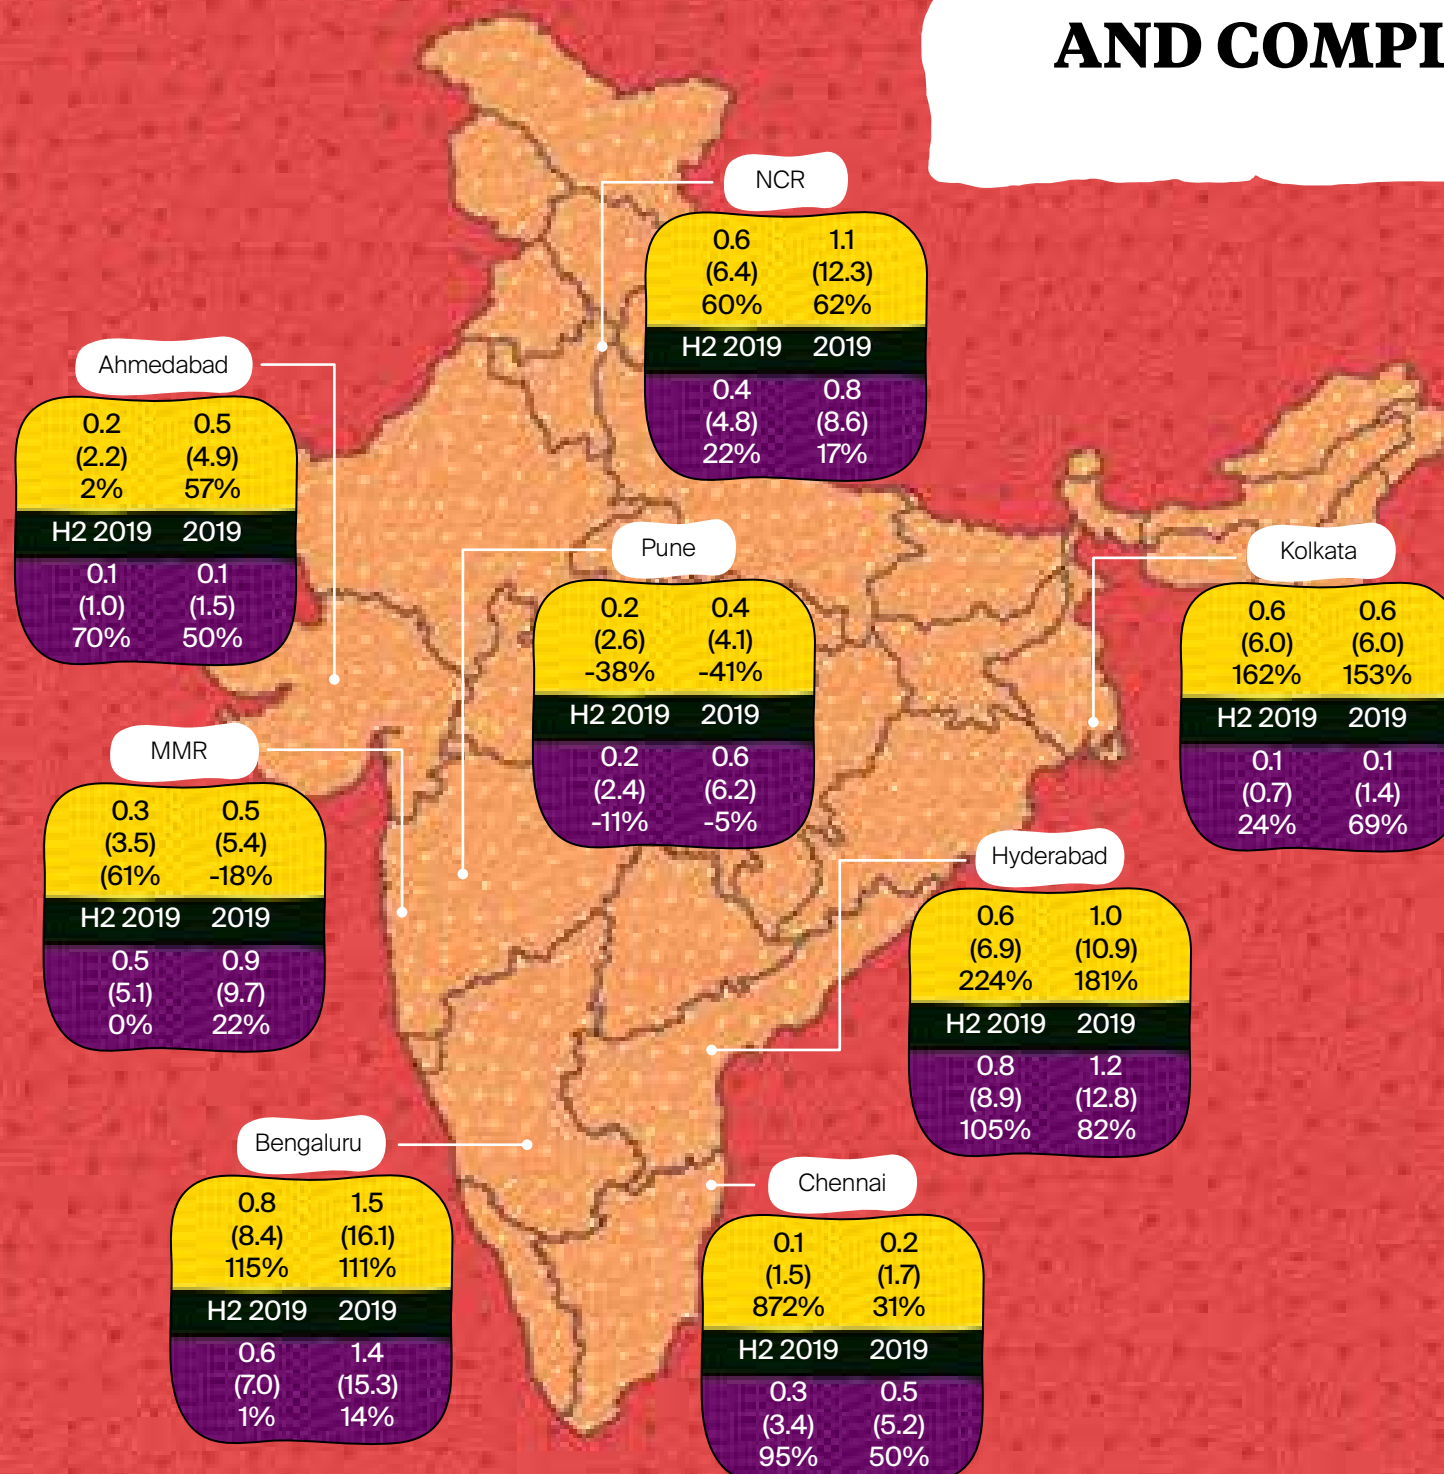 AND COMPL
NCR
0.6 1.1
(6.4) (12.3)
60% 62%
H2 2019 2019
0.4 0.8
(4.8) (8.6)
22% 17%
Ahmedabad
0.2 0.5
(2.2) (4.9)
2% 57%
H2 2019 2019
0.1 0.1
(1.0) (1.5)
70% 50%
Pune
0.2 0.4
(2.6) (4.1)
-38% -41%
H2 2019 2019
0.2 0.6
(2.4) (6.2)
-11% -5%
Kolkata
0.6 0.6
(6.0) (6.0)
162% 153%
H2 2019 2019
0.1 0.1
(0.7) (1.4)
24% 69%
MMR
0.3 0.5
(3.5) (5.4)
(61% -18%
H2 2019 2019
0.5 0.9
(5.1) (9.7)
0% 22%
Hyderabad
0.6 1.0
(6.9) (10.9)
224% 181%
H2 2019 2019
0.8 1.2
(8.9) (12.8)
105% 82%
Bengaluru
0.8 1.5
(8.4) (16.1)
115% 111%
H2 2019 2019
0.6 1.4
(7.0) (15.3)
1% 14%
Chennai
0.1 0.2
(1.5) (1.7)
872% 31%
H2 2019 2019
0.3 0.5
(3.4) (5.2)
95% 50%